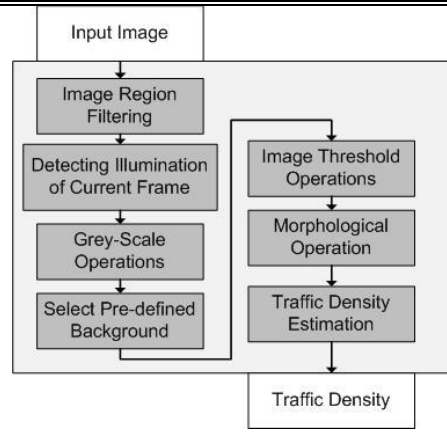 Input Image
Image Region
Filtering
Detecting Illumination
of Current Frame
Grey-Scale
Operations
Select Pre-defined
Background
Image Threshold
Operations
Morphological
Operation
Traffic Density
Estimation
Traffic Density